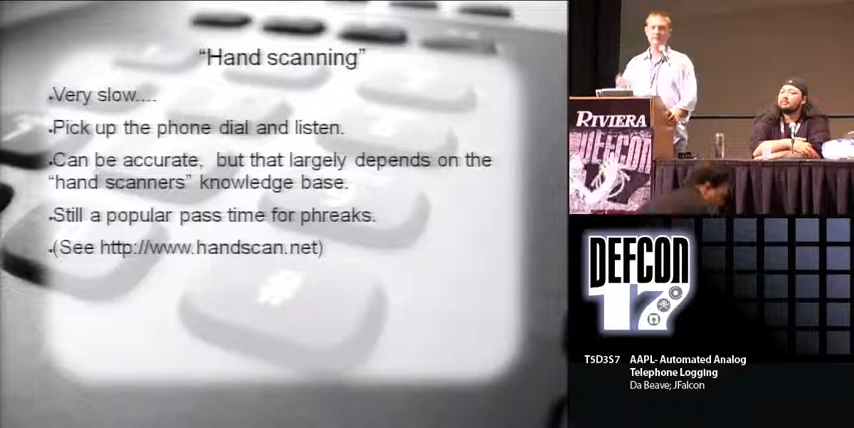 “Hand scanning”
Very slow....
Pick up the phone dial and listen.
Can be accurate, but that largely depends on the
“hand scanners” knowledge base.
Still a popular pass time for phreaks.
(See http://www.handscan.net)
#
RIVIERA
DEFCON
DEFCON
17
T5D3S7 AAPL- Automated Analog
Telephone Logging
Da Beave; JFalcon